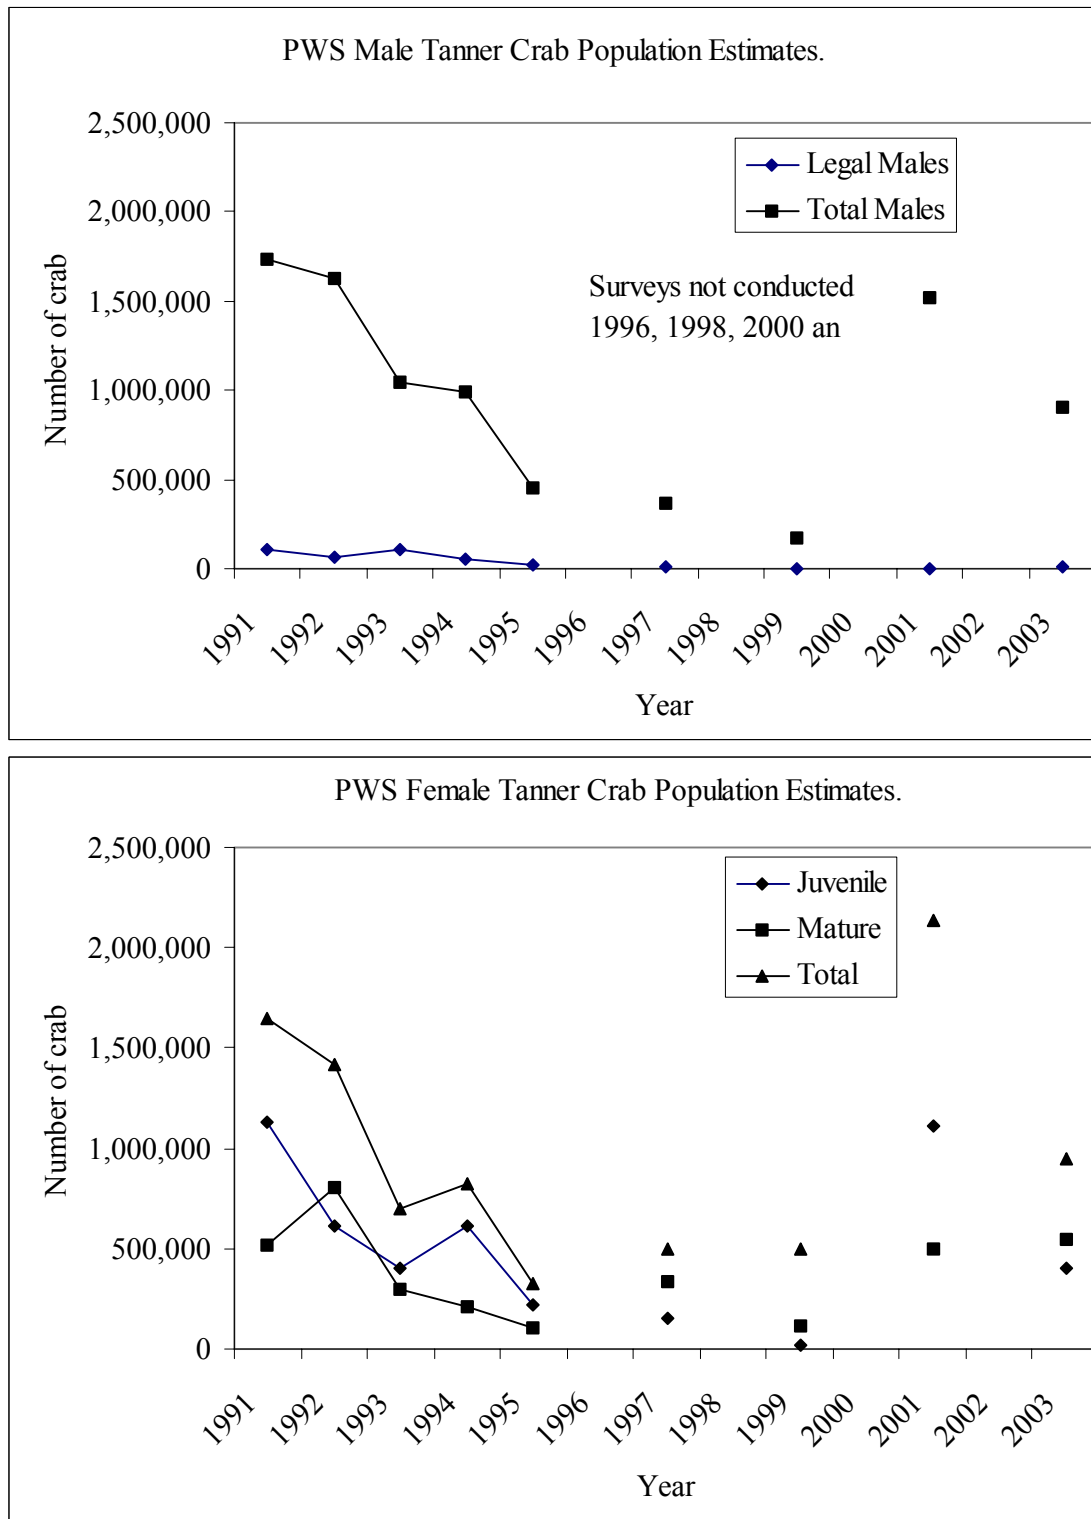 PWS Male Tanner Crab Population Estimates.
2,500,000
2,000,000
1,500,000
1,000,000
500,000
0
Number of crab
Legal Males
Total Males
Surveys not conducted
1996, 1998, 2000 an
1991 1992 1993 1994 1995 1996 1997 1998 1999 2000 2001 2002 2003
Year
PWS Female Tanner Crab Population Estimates.
2,500,000
2,000,000
1,500,000
1,000,000
500,000
0
Number of crab
Juvenile
Mature
Total
1991 1992 1993 1994 1995 1996 1997 1998 1999 2000 2001 2002 2003
Year